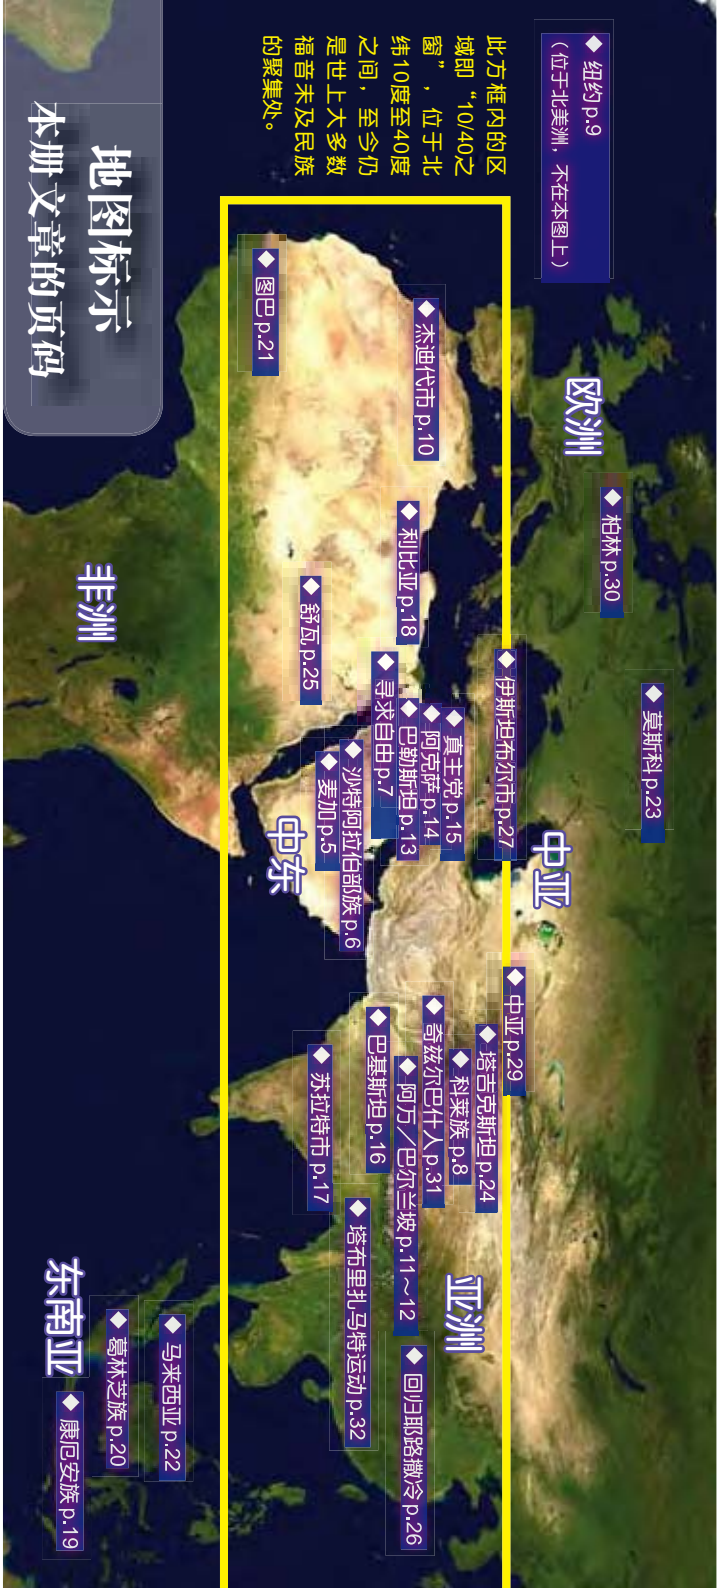 ◆ 纽约p.9
（位于北美洲，不在本图上）
此方框内的区
域即“10/40之
窗”，位于北
纬10度至40度
之间，至今仍
是世上大多数
福音未及民族
的聚集处。
地图标示
本册文章的页码
欧洲
◆ 柏林 p.30
◆ 莫斯科 p.23
◆ 杰迪代市 p.10
◆ 图巴 p.21
◆ 利比亚 p.18
◆ 舒瓦 p.25
非洲
◆ 伊斯坦布尔市 p.27
◆ 真主党 p.15
◆ 阿克萨 p.14
◆ 巴勒斯坦 p.13
◆ 寻求自由 p.7
◆ 沙特阿拉伯部族 p.6
◆ 麦加 p.5
中东
中亚
◆ 中亚 p.29
◆ 塔吉克斯坦 p.24
◆ 科莱族 p.8
◆ 奇兹尔巴什人 p.31
◆ 阿万／巴尔兰坡 p.11～12
◆ 巴基斯坦 p.16
◆ 苏拉特市 p.17
亚洲
◆ 回归耶路撒冷 p.26
◆ 塔布里扎马特运动 p.32
东南亚
◆ 马来西亚 p.22
◆ 葛林芝族 p.20
◆ 康厄安族 p.19